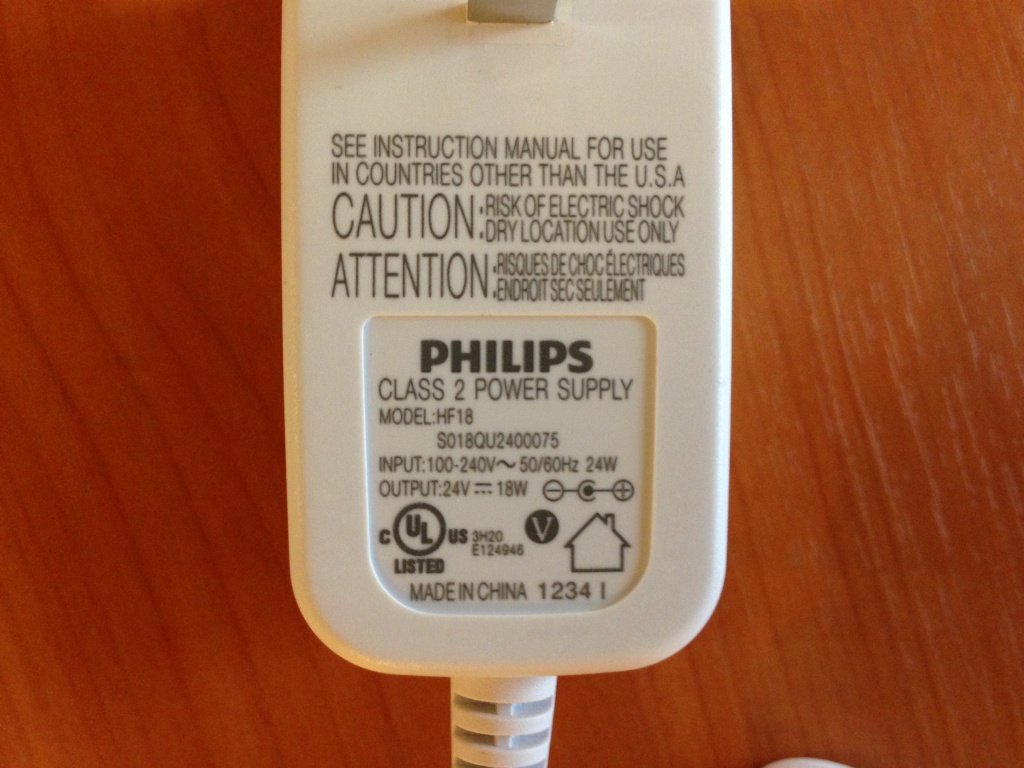 SEE INSTRUCTION MANUAL FOR USE
IN COUNTRIES OTHER THAN THE U.S.A
CAUTION :RISK OF ELECTRIC SHOCK
DRY LOCATION USE ONLY
ATTENTION :RISQUES DE CHOC ÉLECTRIQUES
ENDROIT SEC SEULEMENT
PHILIPS
CLASS 2 POWER SUPPLY
MODEL:HF18
S018QU2400075
INPUT:100-240V~ 50/60Hz 24W
OUTPUT:24V ⎓ 18W
C UL US 3H20 V
LISTED E124946
MADE IN CHINA 1234 I